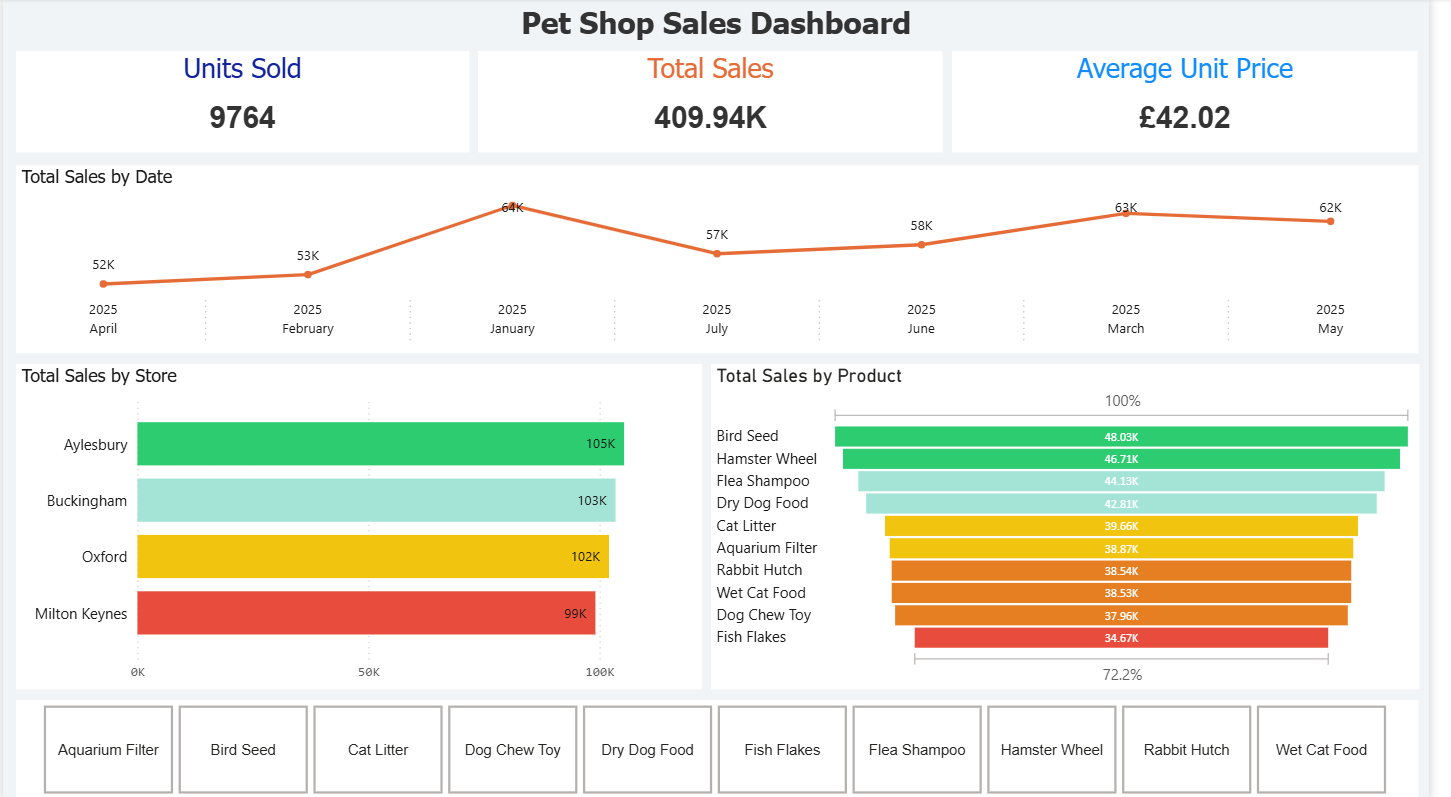 Pet Shop Sales Dashboard
Units Sold
9764
Total Sales
409.94K
Average Unit Price
£42.02
Total Sales by Date
52K
53K
64K
57K
58K
63K
62K
2025 2025 2025 2025 2025 2025 2025
April February January July June March May
Total Sales by Store
Aylesbury 105K
Buckingham 103K
Oxford 102K
Milton Keynes 99K
0K 50K 100K
Total Sales by Product
100%
Bird Seed 48.03K
Hamster Wheel 46.71K
Flea Shampoo 44.13K
Dry Dog Food 42.81K
Cat Litter 39.66K
Aquarium Filter 38.87K
Rabbit Hutch 38.54K
Wet Cat Food 38.53K
Dog Chew Toy 37.96K
Fish Flakes 34.67K
72.2%
Aquarium Filter Bird Seed Cat Litter Dog Chew Toy Dry Dog Food Fish Flakes Flea Shampoo Hamster Wheel Rabbit Hutch Wet Cat Food